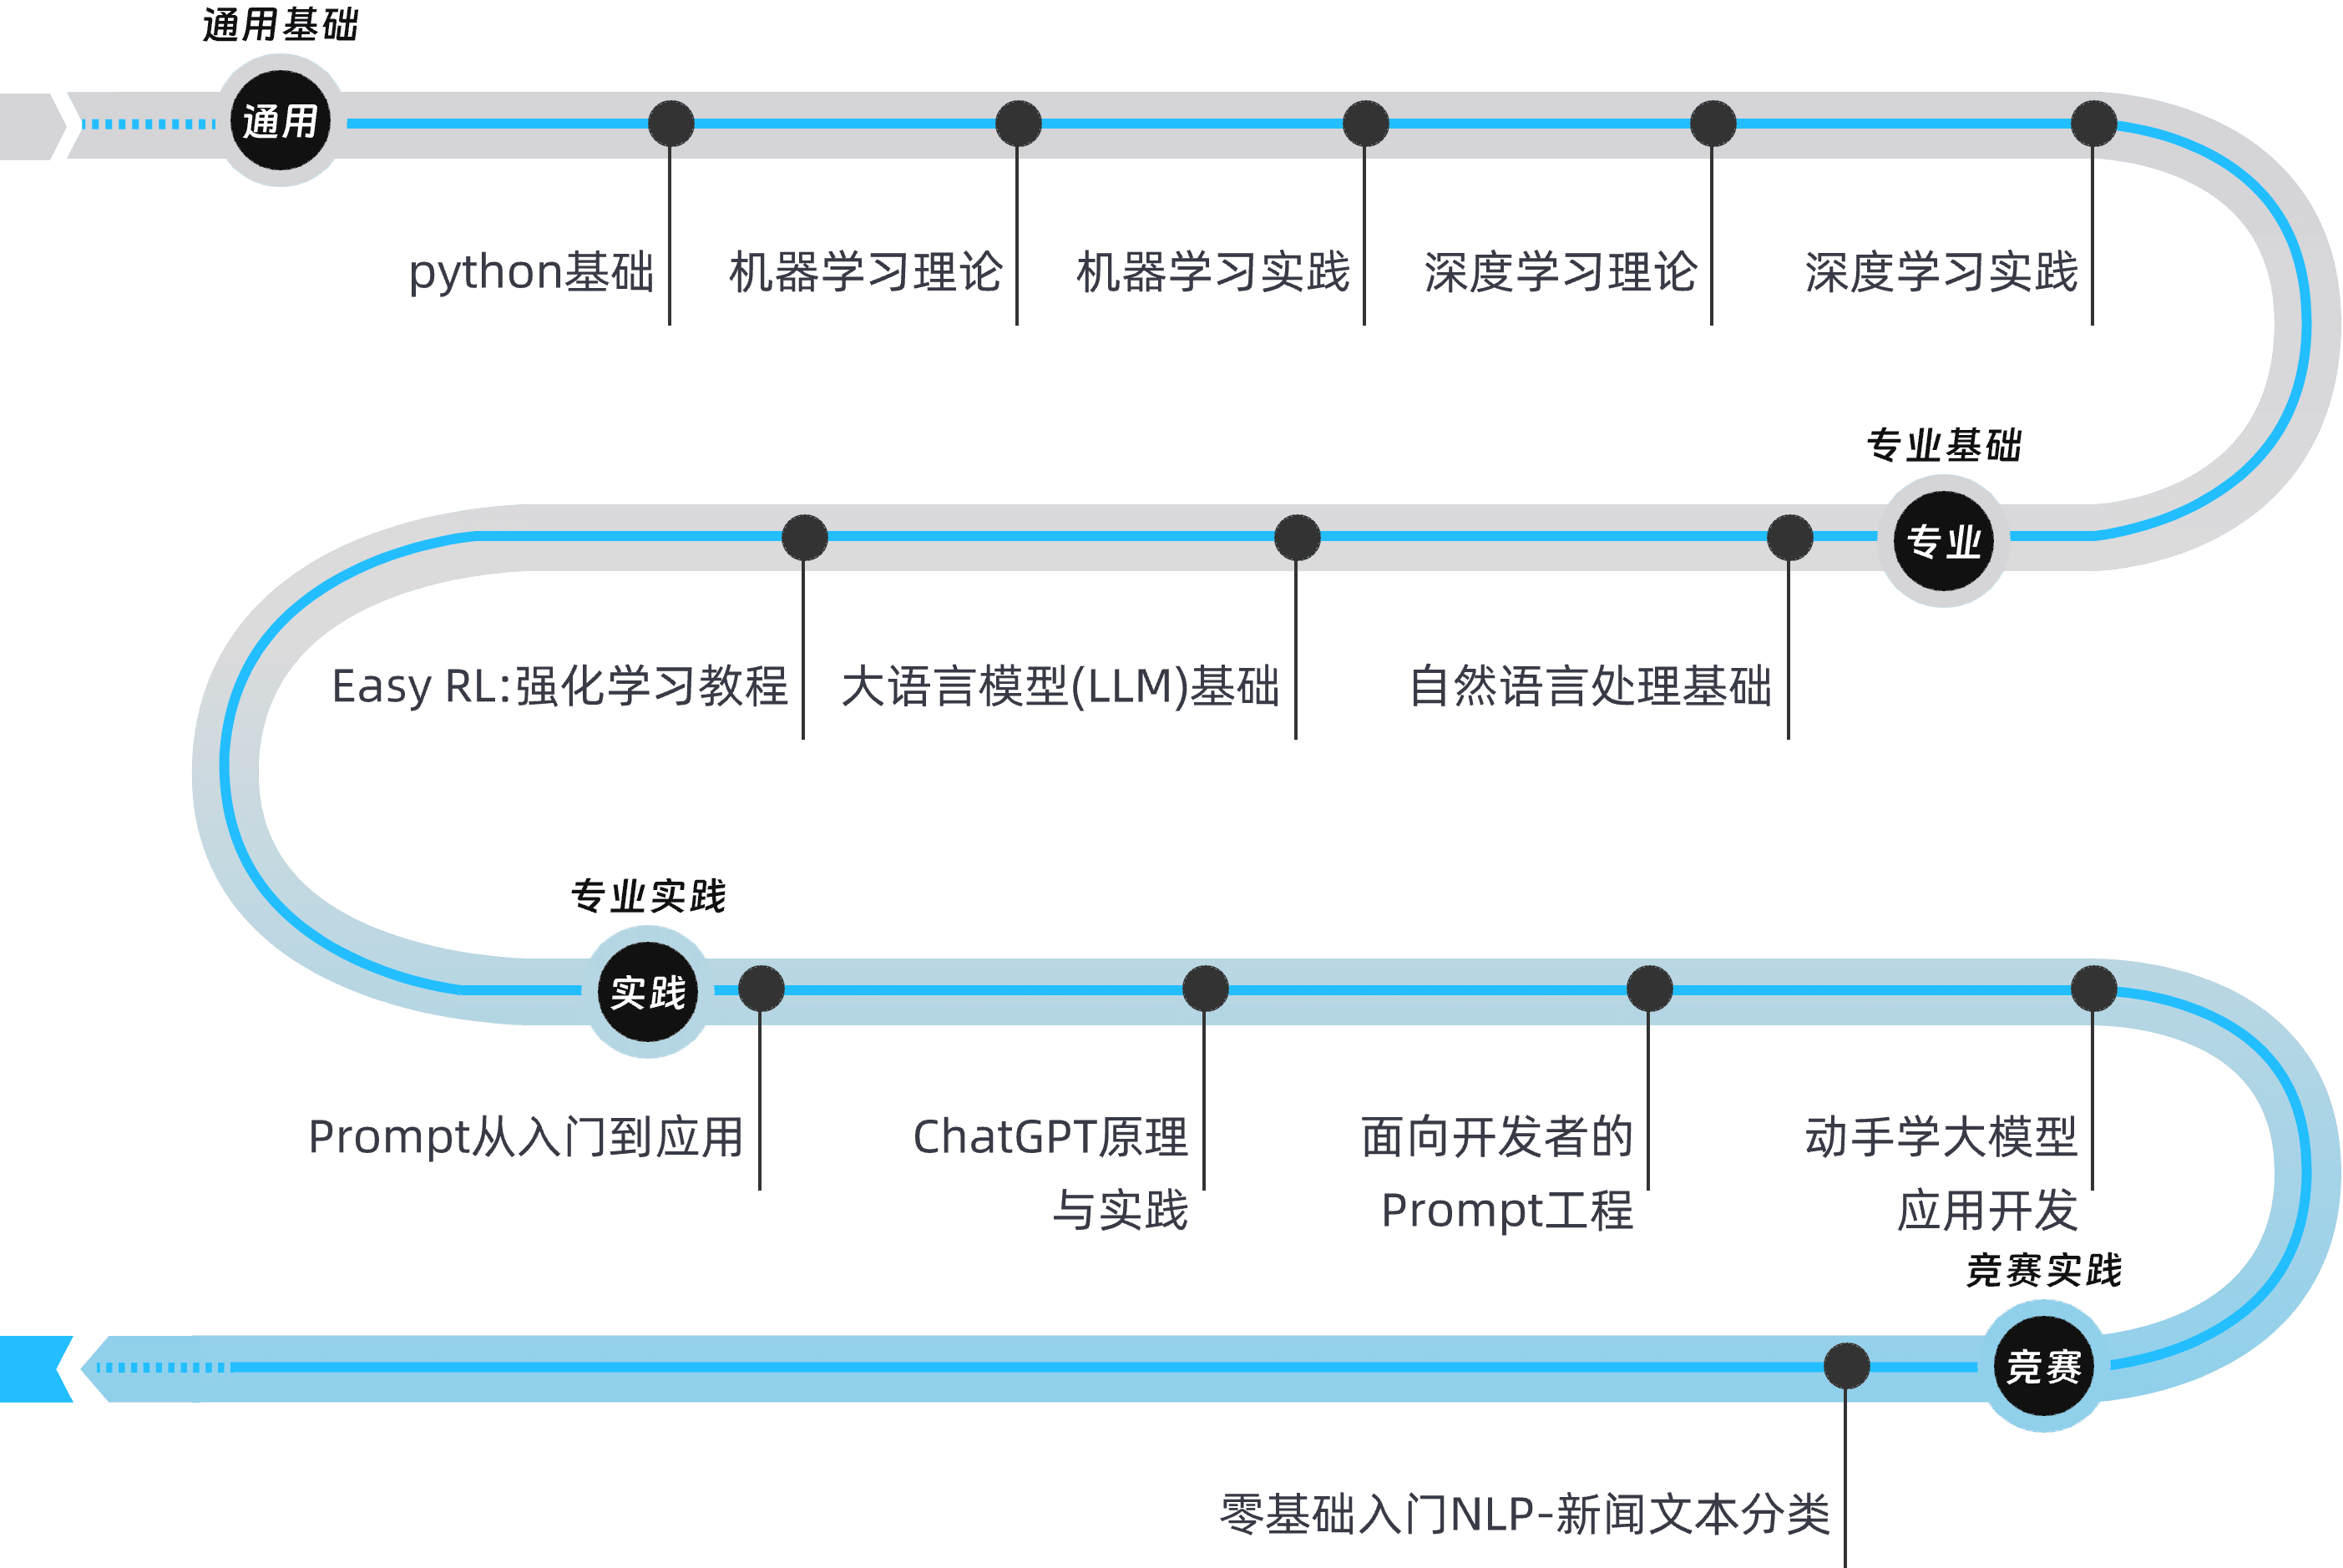 通用基础
通用
python基础
机器学习理论
机器学习实践
深度学习理论
深度学习实践
专业基础
专业
自然语言处理基础
大语言模型(LLM)基础
Easy RL:强化学习教程
专业实践
实践
Prompt从入门到应用
ChatGPT原理
与实践
面向开发者的
Prompt工程
动手学大模型
应用开发
竞赛实践
竞赛
零基础入门NLP-新闻文本分类